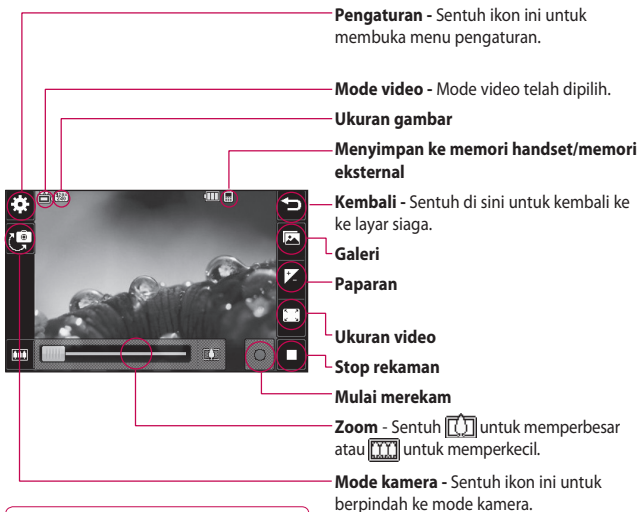 Pengaturan - Sentuh ikon ini untuk
membuka menu pengaturan.
Mode video - Mode video telah dipilih.
Ukuran gambar
Menyimpan ke memori handset/memori
eksternal
Kembali - Sentuh di sini untuk kembali ke
ke layar siaga.
Galeri
Paparan
Ukuran video
Stop rekaman
Mulai merekam
Zoom - Sentuh untuk memperbesar
atau untuk memperkecil.
Mode kamera - Sentuh ikon ini untuk
berpindah ke mode kamera.